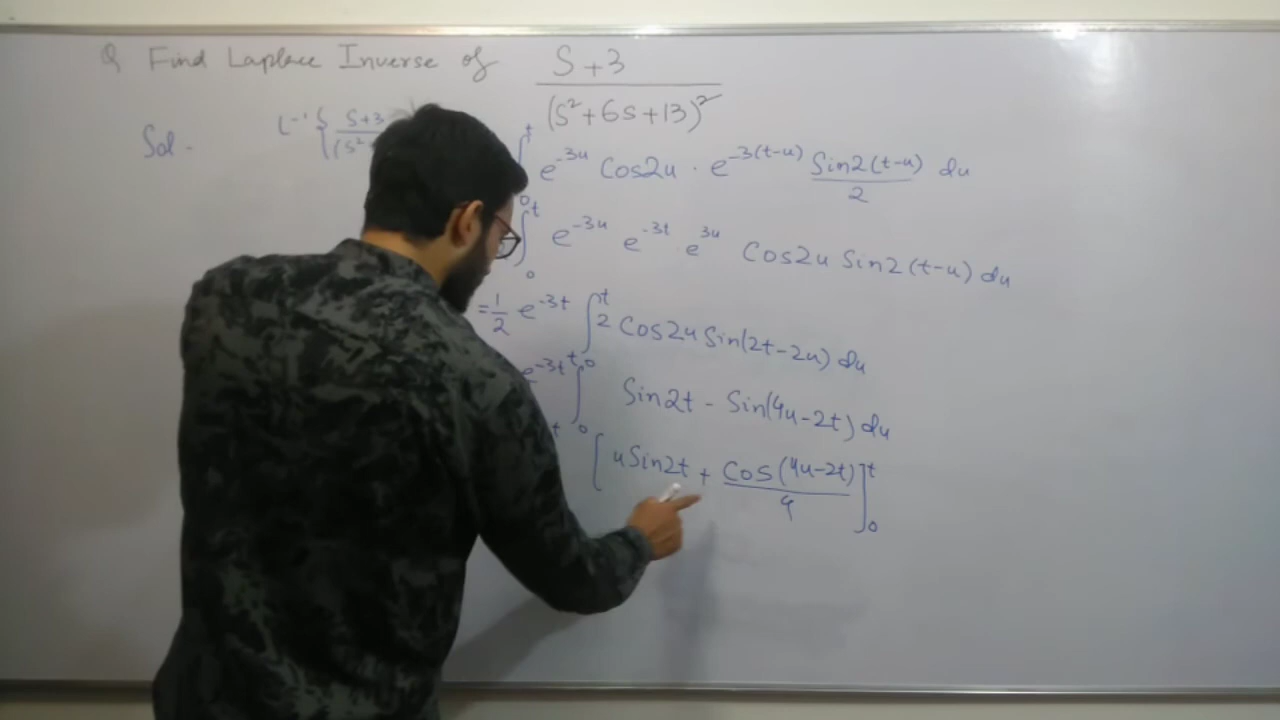 Q Find Laplace Inverse of S+3 / (S²+6S+13)²
Sol. L⁻¹{ S+3 / (S² ∫₀ᵗ e⁻³ᵘ Cos2u · e⁻³⁽ᵗ⁻ᵘ⁾ Sin2(t-u) / 2 du
∫₀ᵗ e⁻³ᵘ e⁻³ᵗ e³ᵘ Cos2u Sin2(t-u) du
= 1/2 e⁻³ᵗ ∫₀ᵗ 2 Cos2u Sin(2t-2u) du
e⁻³ᵗ ∫₀ᵗ Sin2t - Sin(4u-2t) du
t [ uSin2t + Cos(4u-2t) / 4 ]₀ᵗ